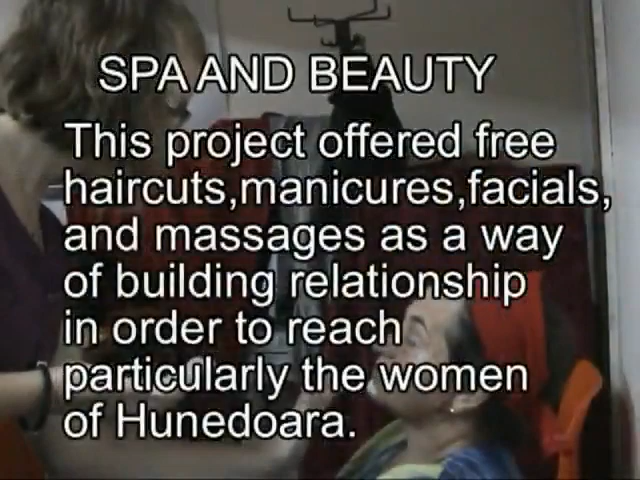 SPA AND BEAUTY
This project offered free
haircuts,manicures,facials,
and massages as a way
of building relationship
in order to reach
particularly the women
of Hunedoara.